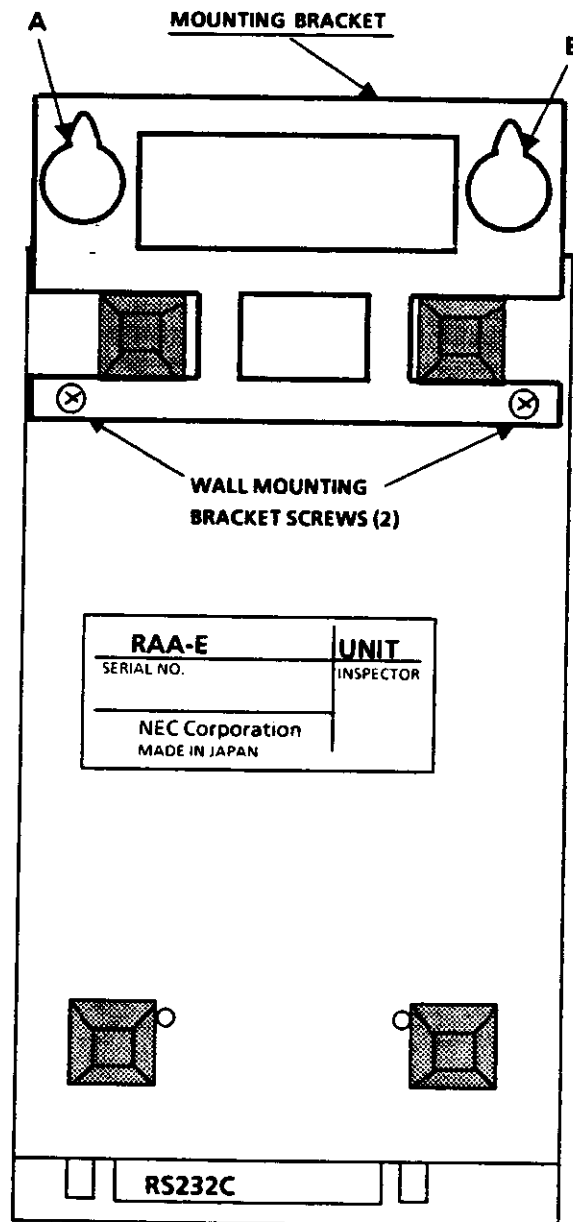 A
MOUNTING BRACKET
WALL MOUNTING
BRACKET SCREWS (2)
RAA-E UNIT
SERIAL NO. INSPECTOR
NEC Corporation
MADE IN JAPAN
RS232C